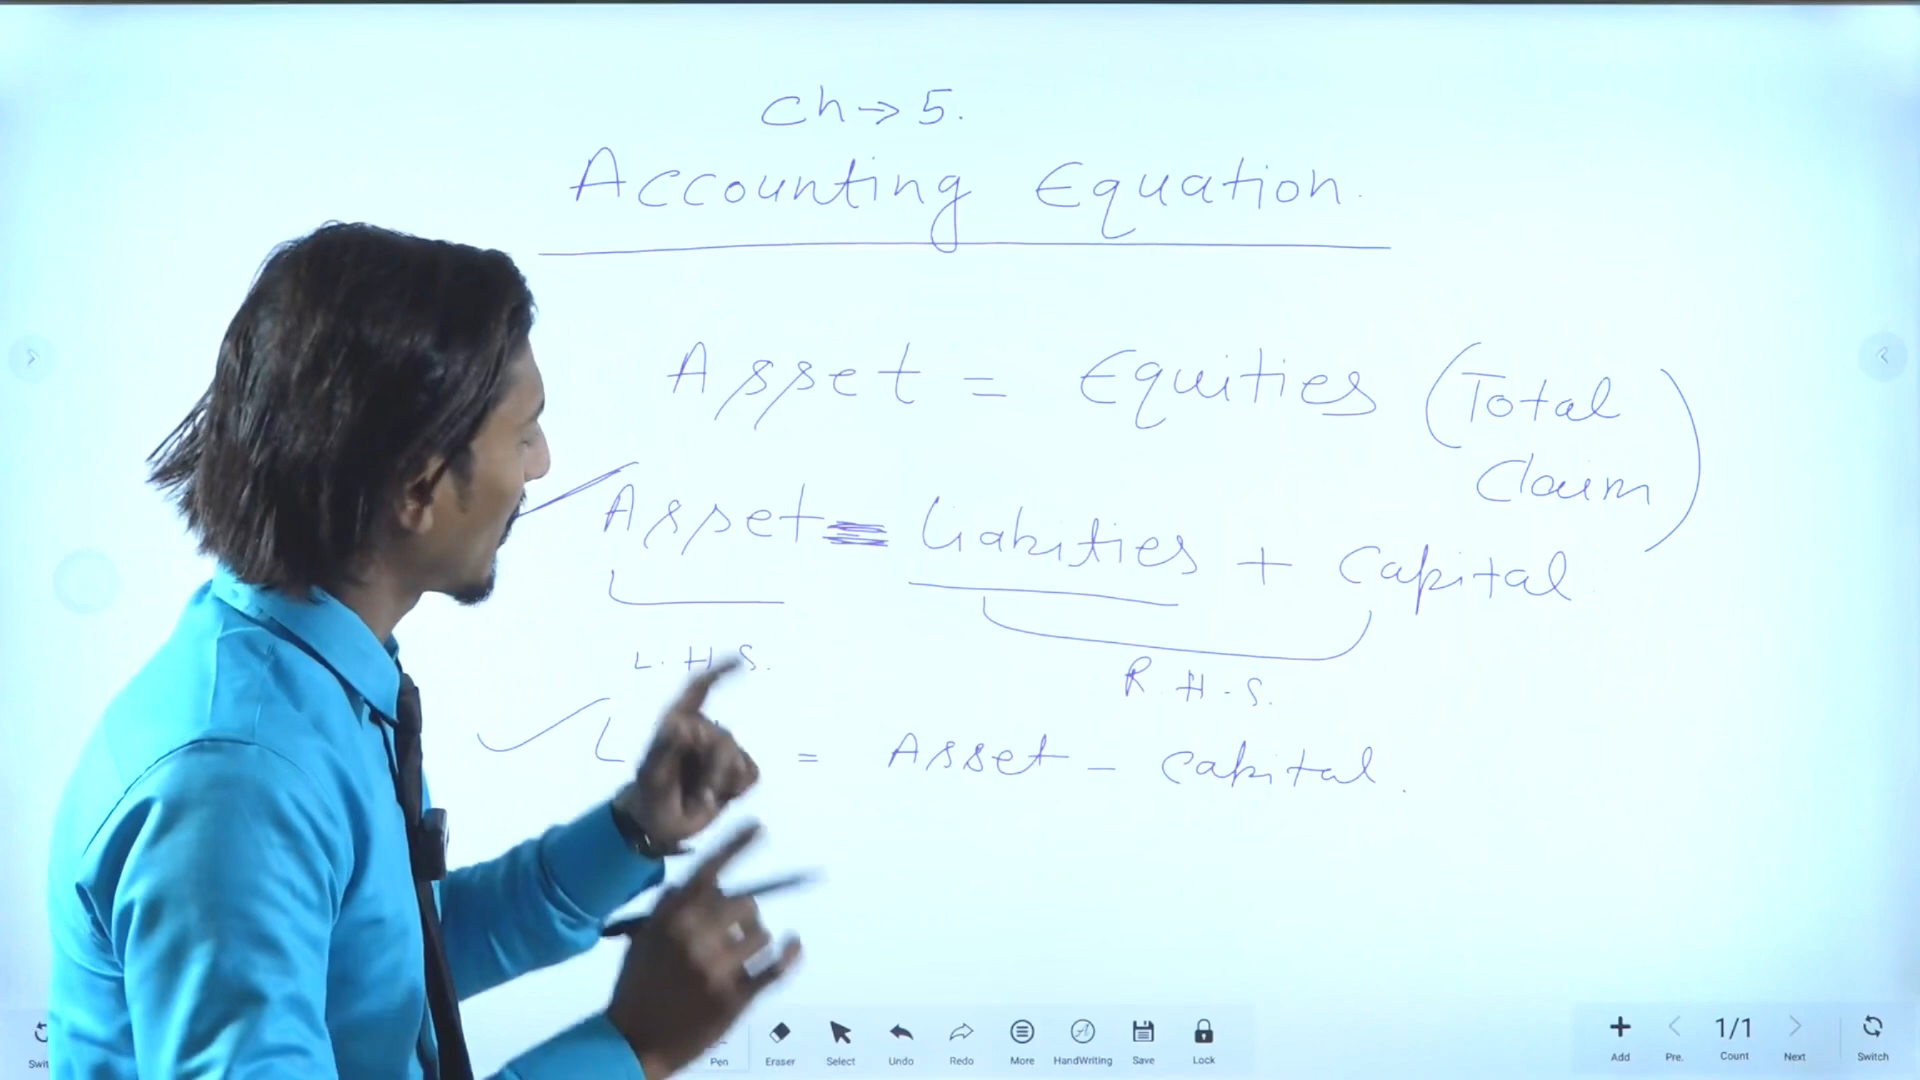 Ch → 5.
Accounting Equation.
Asset = Equities (Total Claim)
Asset = Liabilities + Capital
L.H.S.
R.H.S.
= Asset - Capital.
Pen Eraser Select Undo Redo More HandWriting Save Lock
Add Pre. 1/1 Count Next Switch